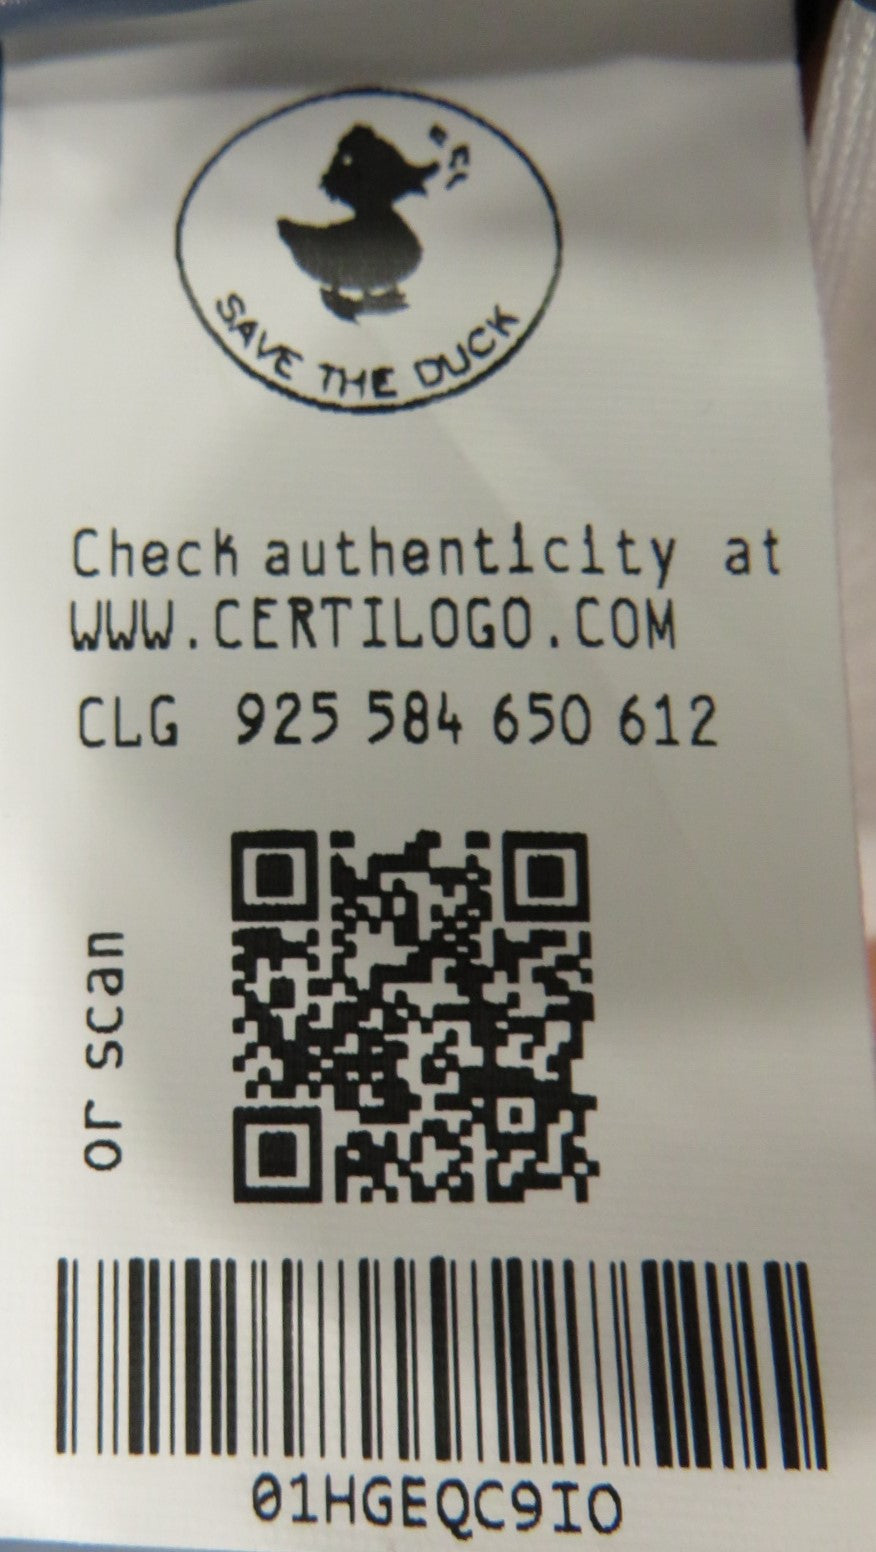 SAVE THE DUCK
Check authenticity at
WWW.CERTILOGO.COM
CLG 925 584 650 612
or scan
01HGEQC9IO